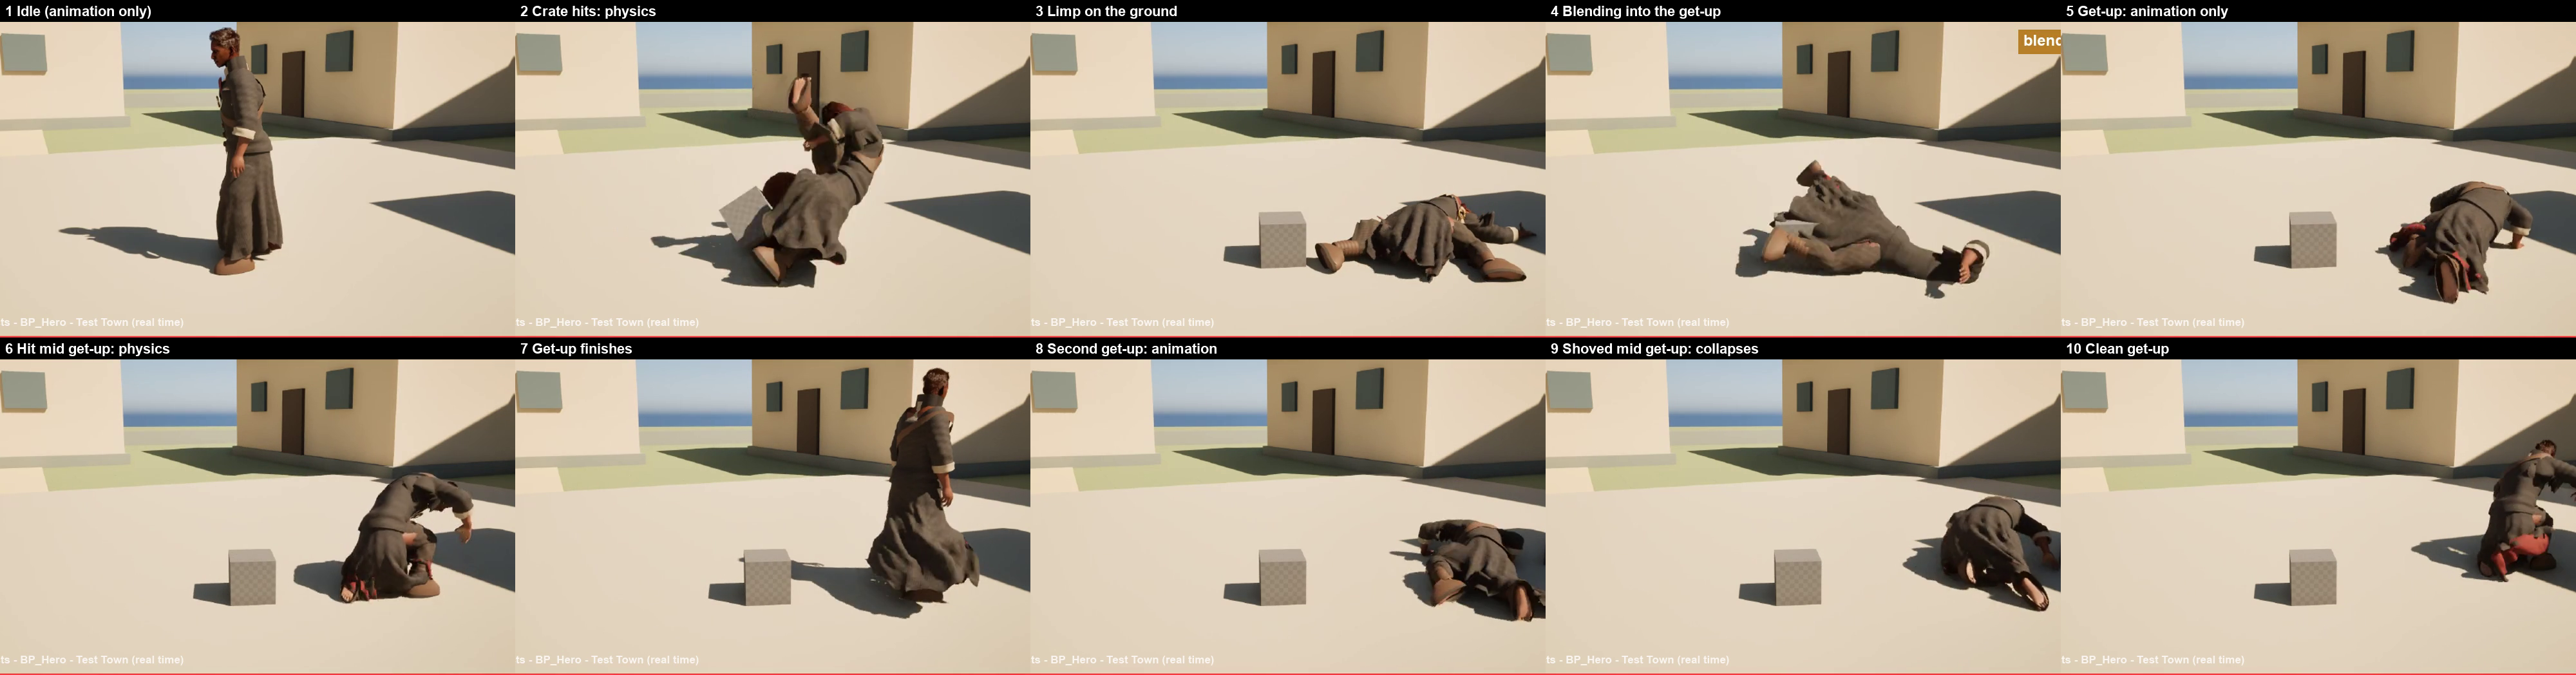 1 Idle (animation only)
2 Crate hits: physics
3 Limp on the ground
4 Blending into the get-up
5 Get-up: animation only
blend
ts - BP_Hero - Test Town (real time)
ts - BP_Hero - Test Town (real time)
ts - BP_Hero - Test Town (real time)
ts - BP_Hero - Test Town (real time)
ts - BP_Hero - Test Town (real time)
6 Hit mid get-up: physics
7 Get-up finishes
8 Second get-up: animation
9 Shoved mid get-up: collapses
10 Clean get-up
ts - BP_Hero - Test Town (real time)
ts - BP_Hero - Test Town (real time)
ts - BP_Hero - Test Town (real time)
ts - BP_Hero - Test Town (real time)
ts - BP_Hero - Test Town (real time)